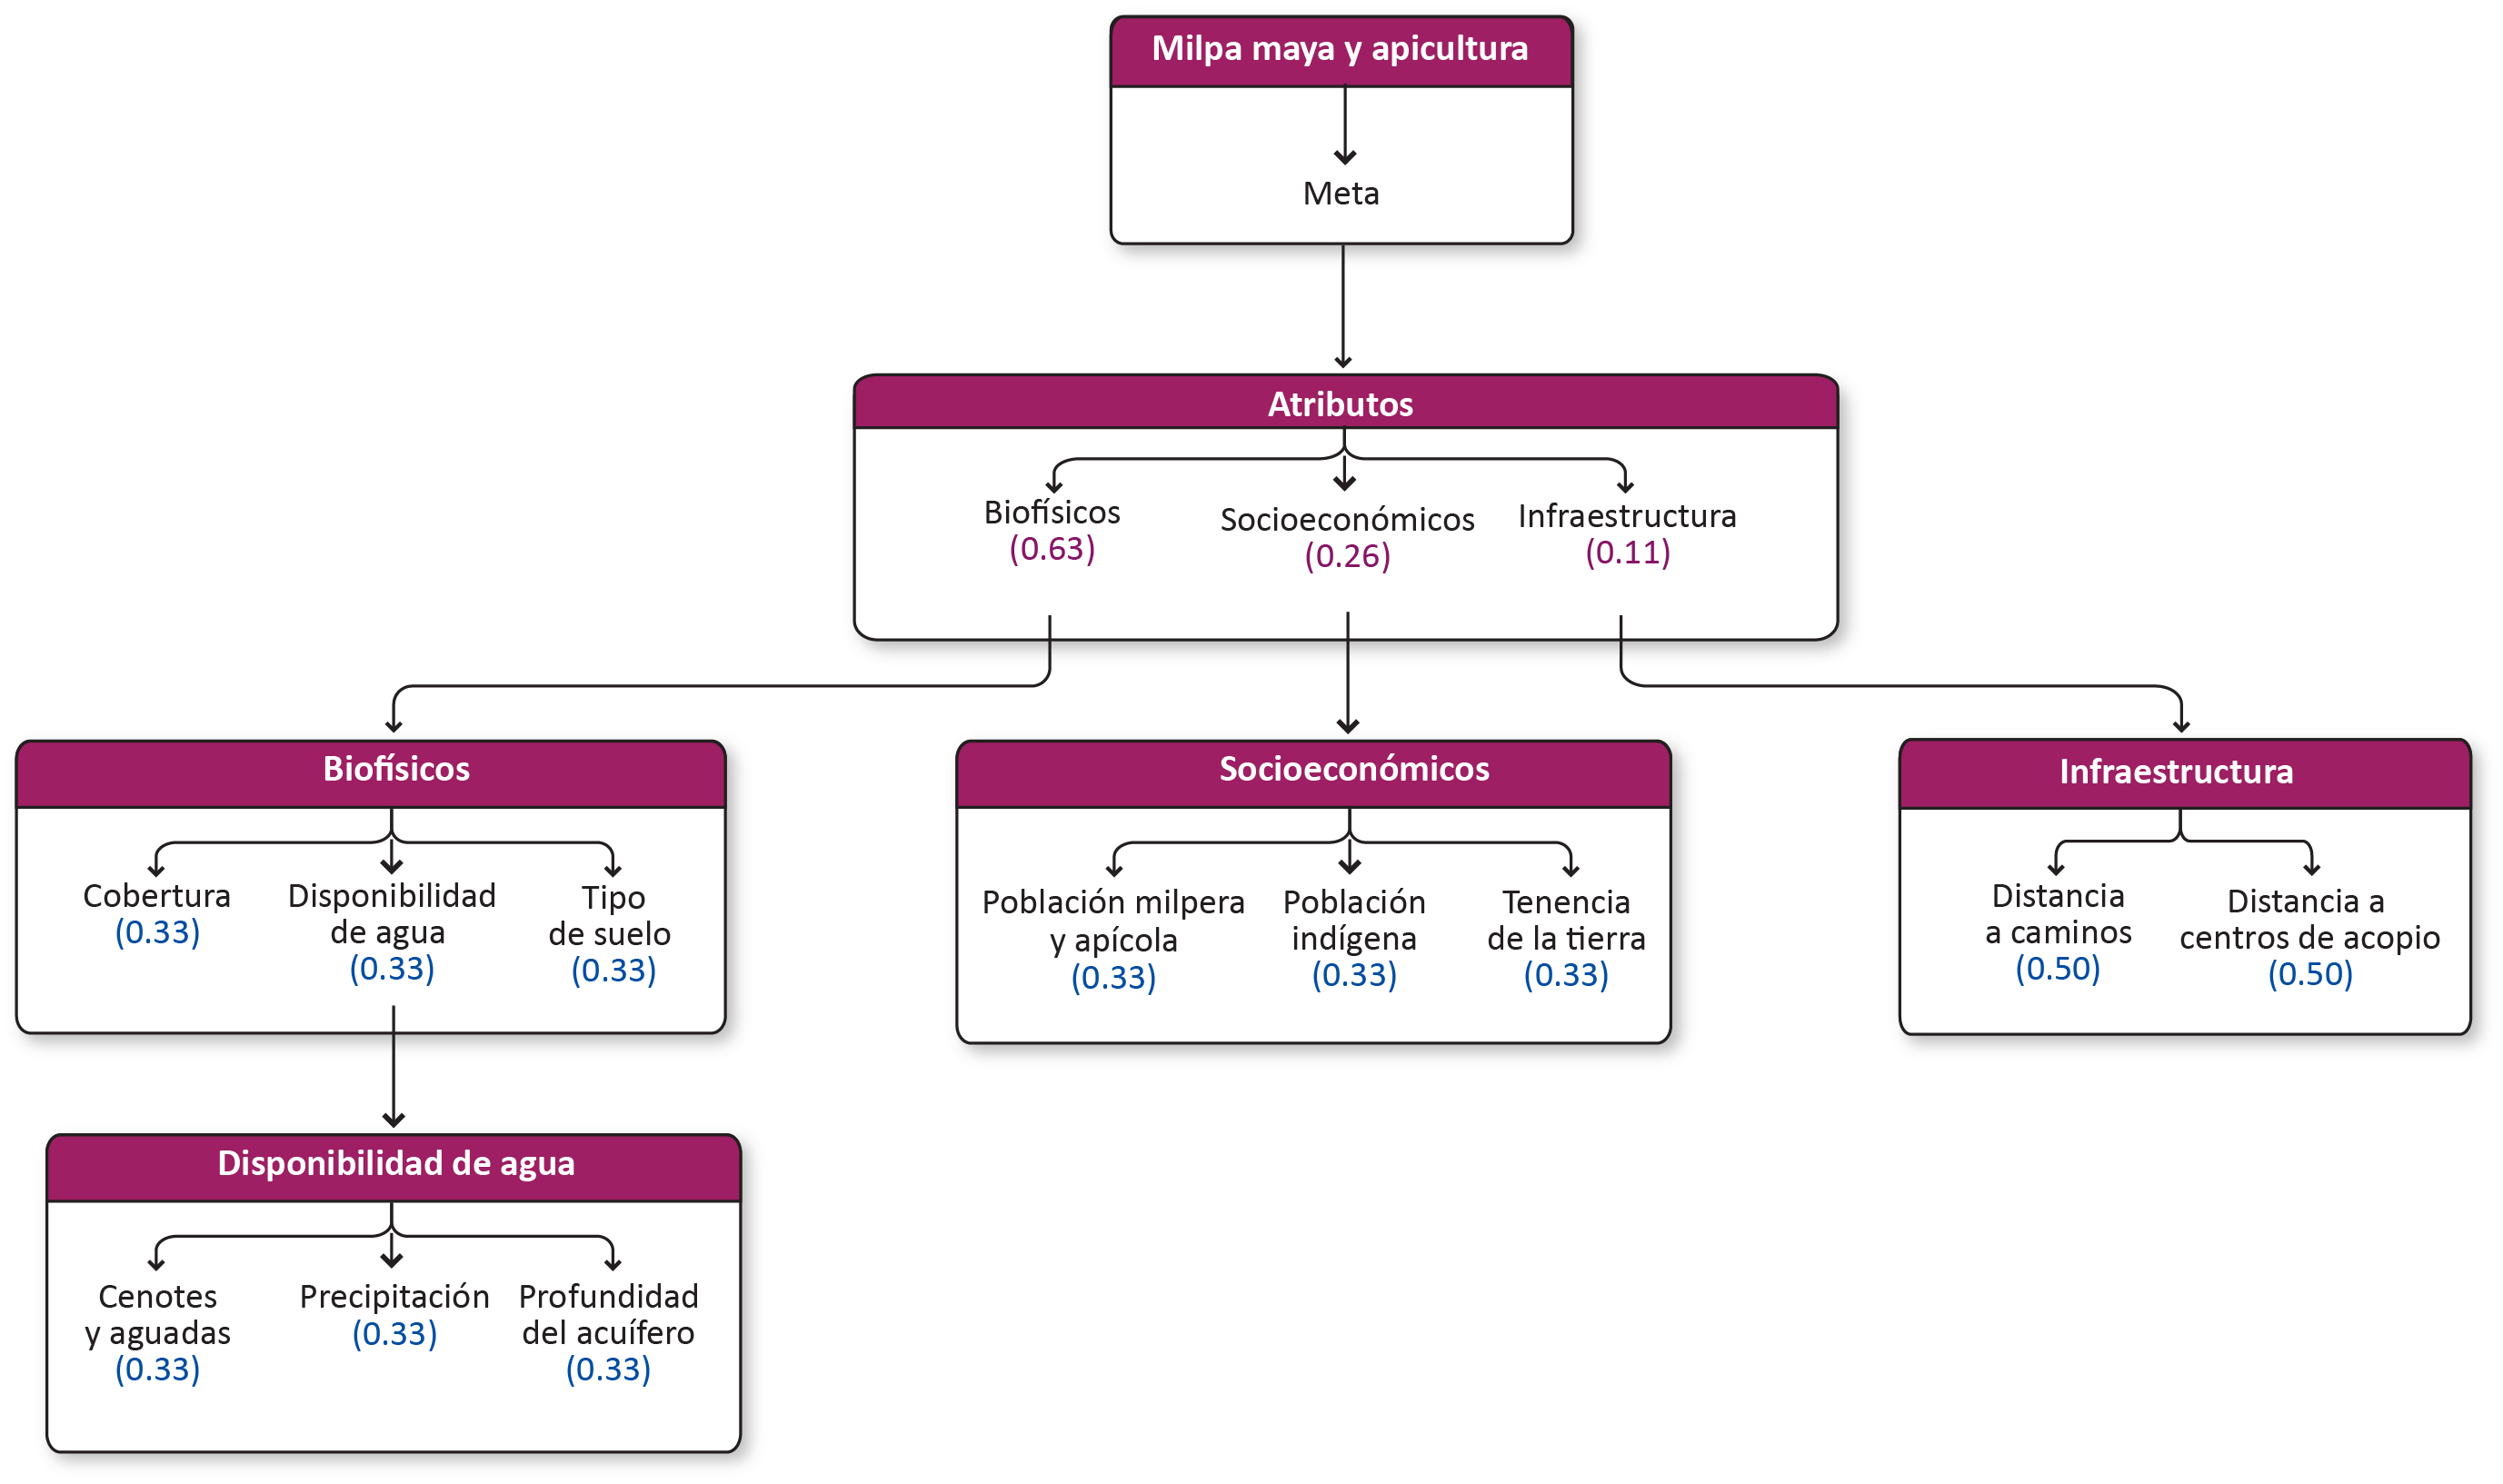 Milpa maya y apicultura
Meta
Atributos
Biofísicos
(0.63)
Socioeconómicos
(0.26)
Infraestructura
(0.11)
Biofísicos
Cobertura
(0.33)
Disponibilidad
de agua
(0.33)
Tipo
de suelo
(0.33)
Socioeconómicos
Población milpera
y apícola
(0.33)
Población
indígena
(0.33)
Tenencia
de la tierra
(0.33)
Infraestructura
Distancia
a caminos
(0.50)
Distancia a
centros de acopio
(0.50)
Disponibilidad de agua
Cenotes
y aguadas
(0.33)
Precipitación
(0.33)
Profundidad
del acuífero
(0.33)